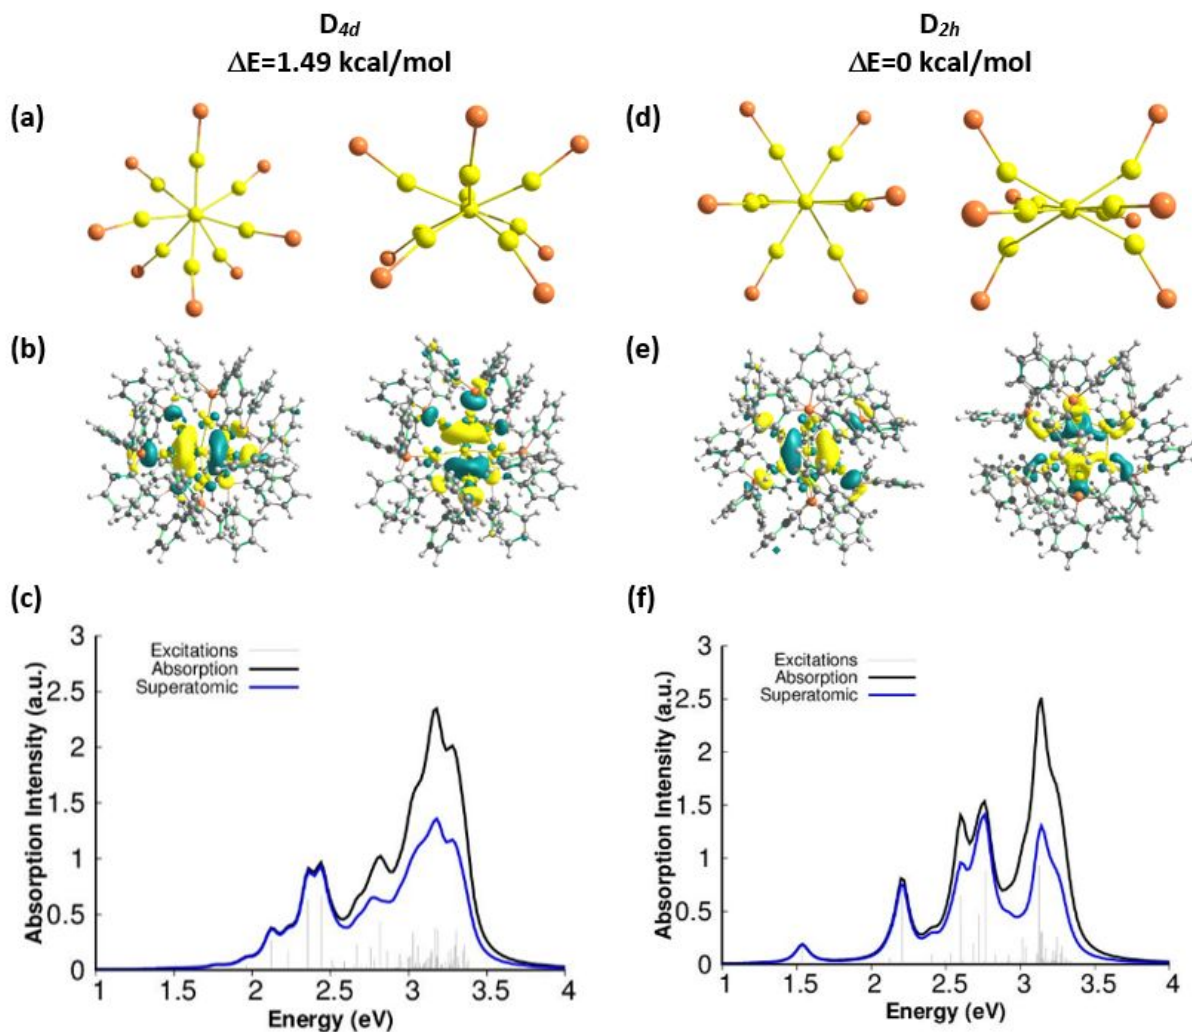 D4d
ΔE=1.49 kcal/mol
D2h
ΔE=0 kcal/mol
(a)
(d)
(b)
(e)
(c)
3
2.5
2
1.5
1
0.5
0
Absorption Intensity (a.u.)
Excitations
Absorption
Superatomic
1
1.5
2
2.5
3
3.5
4
Energy (eV)
(f)
3
2.5
2
1.5
1
0.5
0
Absorption Intensity (a.u.)
Excitations
Absorption
Superatomic
1
1.5
2
2.5
3
3.5
4
Energy (eV)